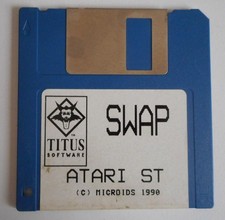 SWAP
TITUS
SOFTWARE
ATARI ST
(C) MICROIDS 1990